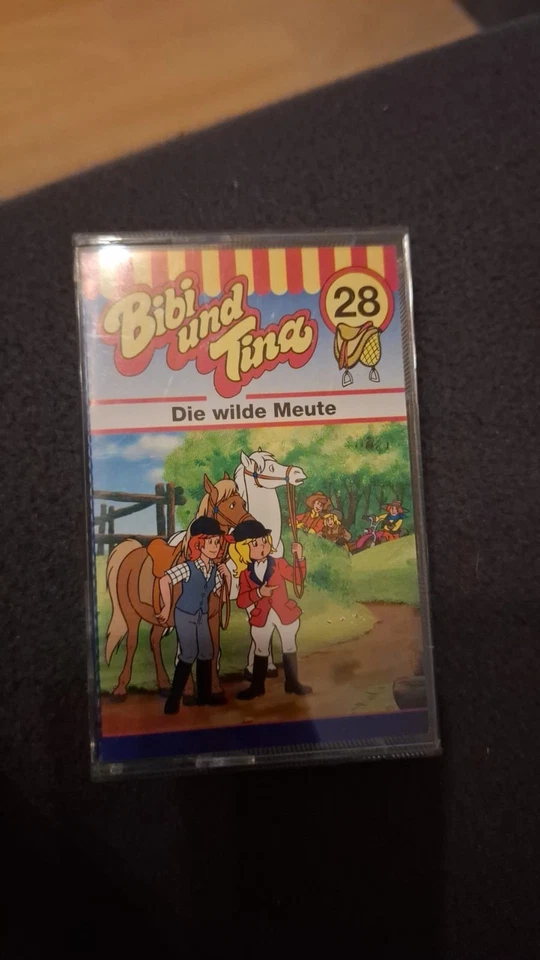 Bibi
und
Tina
28
Die wilde Meute